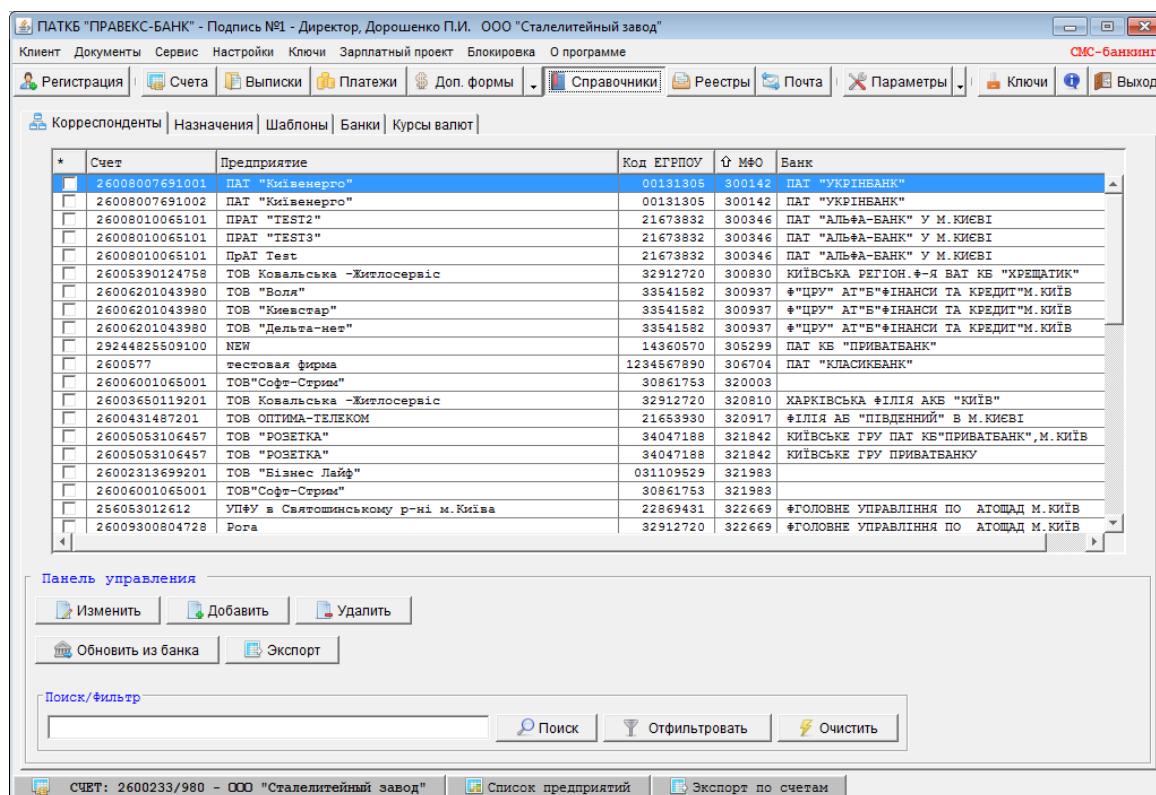 ПАТКБ "ПРАВЕКС-БАНК" - Подпись №1 - Директор, Дорошенко П.И. ООО "Сталелитейный завод"
Клиент Документы Сервис Настройки Ключи Зарплатный проект Блокировка О программе СМС-банкинг
Регистрация Счета Выписки Платежи Доп. формы Справочники Реестры Почта Параметры Ключи Выход
Корреспонденты Назначения Шаблоны Банки Курсы валют
* Счет Предприятие Код ЕГРПОУ МФО Банк
26008007691001 ПАТ "Київенерго" 00131305 300142 ПАТ "УКРІНБАНК"
26008007691002 ПАТ "Київенерго" 00131305 300142 ПАТ "УКРІНБАНК"
26008010065101 ПРАТ "TEST2" 21673832 300346 ПАТ "АЛЬФА-БАНК" У М.КИЄВІ
26008010065101 ПРАТ "TEST3" 21673832 300346 ПАТ "АЛЬФА-БАНК" У М.КИЄВІ
26008010065101 ПрАТ Test 21673832 300346 ПАТ "АЛЬФА-БАНК" У М.КИЄВІ
26005390124758 ТОВ Ковальська -Житлосервіс 32912720 300830 КИЇВСЬКА РЕГІОН.Ф-Я ВАТ КБ "ХРЕЩАТИК"
26006201043980 ТОВ "Воля" 33541582 300937 Ф"ЦРУ" АТ"Б"ФІНАНСИ ТА КРЕДИТ"М.КИЇВ
26006201043980 ТОВ "Киевстар" 33541582 300937 Ф"ЦРУ" АТ"Б"ФІНАНСИ ТА КРЕДИТ"М.КИЇВ
26006201043980 ТОВ "Дельта-нет" 33541582 300937 Ф"ЦРУ" АТ"Б"ФІНАНСИ ТА КРЕДИТ"М.КИЇВ
29244825509100 NEW 14360570 305299 ПАТ КБ "ПРИВАТБАНК"
2600577 тестовая фирма 1234567890 306704 ПАТ "КЛАСИКБАНК"
26006001065001 ТОВ"Софт-Стрим" 30861753 320003
26003650119201 ТОВ Ковальська -Житлосервіс 32912720 320810 ХАРКІВСЬКА ФІЛІЯ АКБ "КИЇВ"
2600431487201 ТОВ ОПТИМА-ТЕЛЕКОМ 21653930 320917 ФІЛІЯ АБ "ПІВДЕННИЙ" В М.КИЄВІ
26005053106457 ТОВ "РОЗЕТКА" 34047188 321842 КИЇВСЬКЕ ГРУ ПАТ КБ"ПРИВАТБАНК",М.КИЇВ
26005053106457 ТОВ "РОЗЕТКА" 34047188 321842 КИЇВСЬКЕ ГРУ ПРИВАТБАНКУ
26002313699201 ТОВ "Бізнес Лайф" 031109529 321983
26006001065001 ТОВ"Софт-Стрим" 30861753 321983
256053012612 УПФУ в Святошинському р-ні м.Київа 22869431 322669 ФГОЛОВНЕ УПРАВЛІННЯ ПО АТОЩАД М.КИЇВ
26009300804728 Рога 32912720 322669 ФГОЛОВНЕ УПРАВЛІННЯ ПО АТОЩАД М.КИЇВ
Панель управления
Изменить Добавить Удалить
Обновить из банка Экспорт
Поиск/Фильтр
Поиск Отфильтровать Очистить
СЧЕТ: 2600233/980 - ООО "Сталелитейный завод" Список предприятий Экспорт по счетам